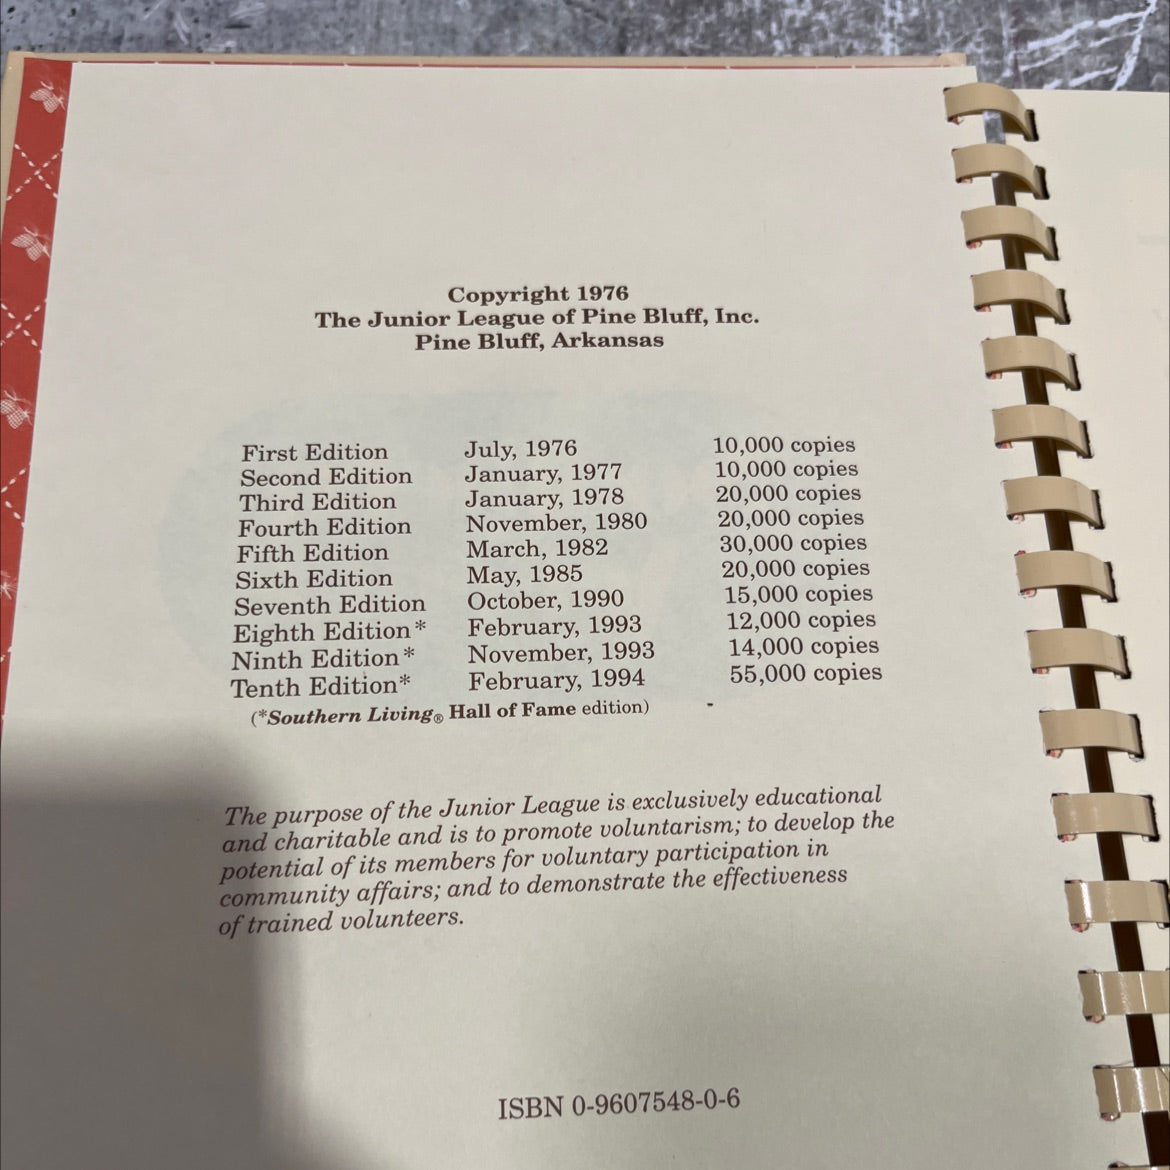 Copyright 1976
The Junior League of Pine Bluff, Inc.
Pine Bluff, Arkansas
First Edition July, 1976 10,000 copies
Second Edition January, 1977 10,000 copies
Third Edition January, 1978 20,000 copies
Fourth Edition November, 1980 20,000 copies
Fifth Edition March, 1982 30,000 copies
Sixth Edition May, 1985 20,000 copies
Seventh Edition October, 1990 15,000 copies
Eighth Edition* February, 1993 12,000 copies
Ninth Edition* November, 1993 14,000 copies
Tenth Edition* February, 1994 55,000 copies
(*Southern Living® Hall of Fame edition)
The purpose of the Junior League is exclusively educational
and charitable and is to promote voluntarism; to develop the
potential of its members for voluntary participation in
community affairs; and to demonstrate the effectiveness
of trained volunteers.
ISBN 0-9607548-0-6